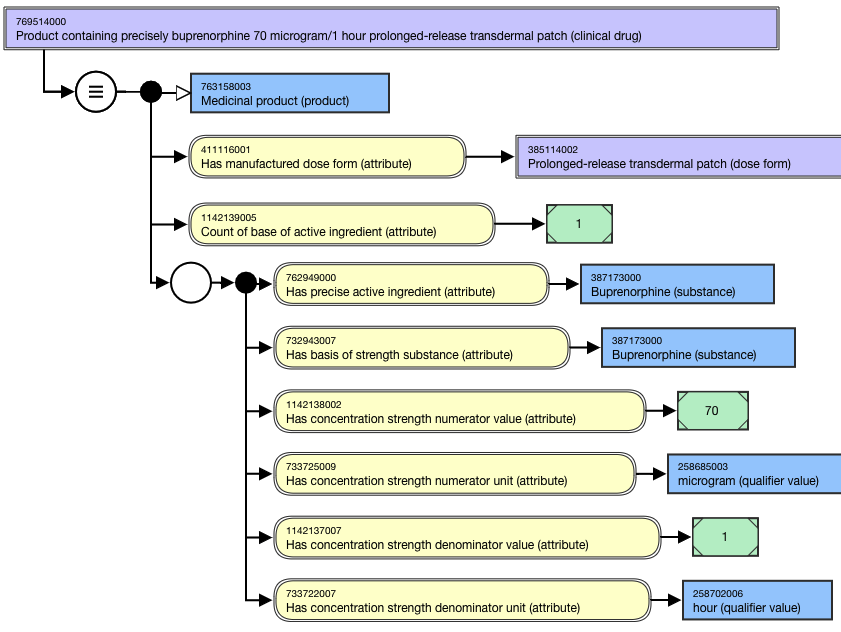 769514000
Product containing precisely buprenorphine 70 microgram/1 hour prolonged-release transdermal patch (clinical drug)
763158003
Medicinal product (product)
411116001
Has manufactured dose form (attribute)
385114002
Prolonged-release transdermal patch (dose form)
1142139005
Count of base of active ingredient (attribute)
1
762949000
Has precise active ingredient (attribute)
387173000
Buprenorphine (substance)
732943007
Has basis of strength substance (attribute)
387173000
Buprenorphine (substance)
1142138002
Has concentration strength numerator value (attribute)
70
733725009
Has concentration strength numerator unit (attribute)
258685003
microgram (qualifier value)
1142137007
Has concentration strength denominator value (attribute)
1
733722007
Has concentration strength denominator unit (attribute)
258702006
hour (qualifier value)